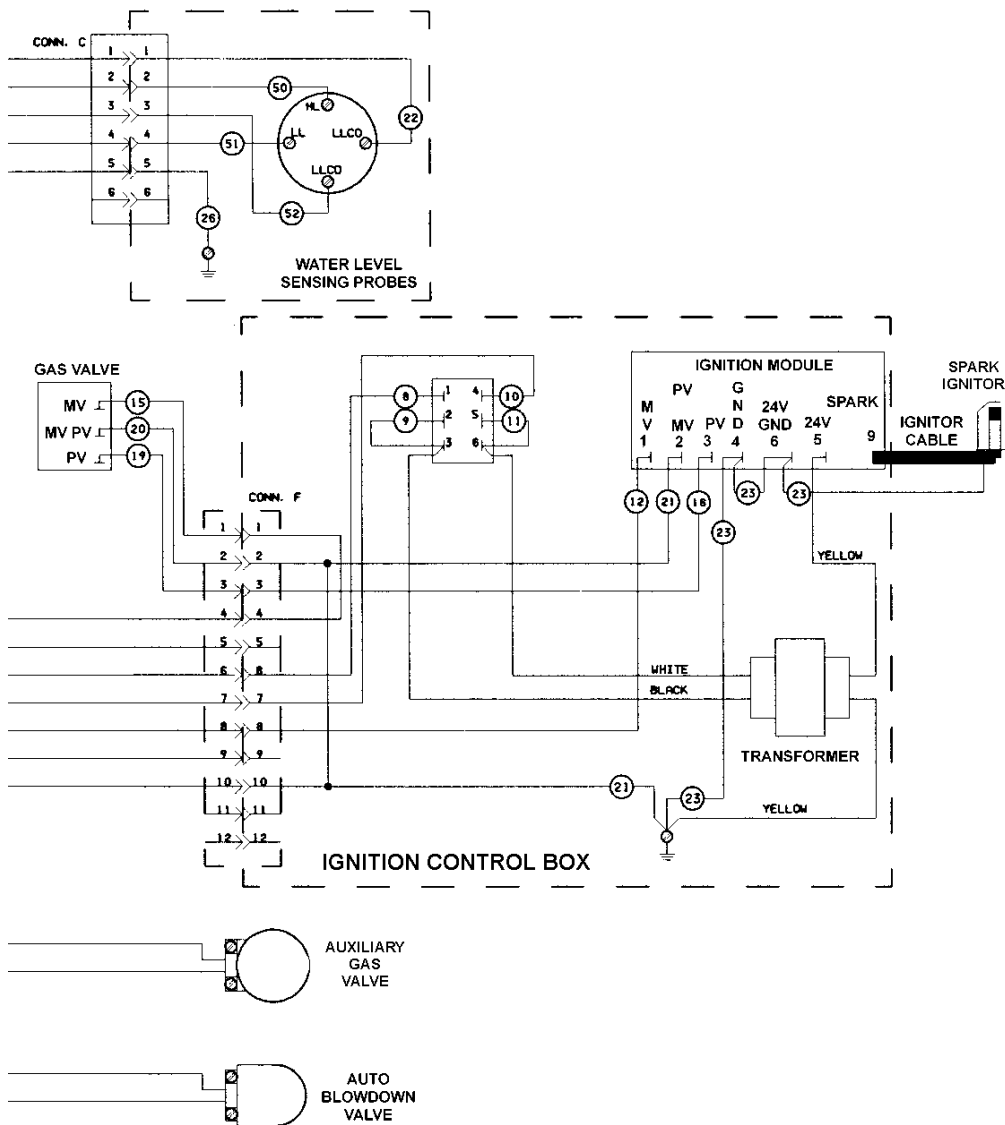 CONN. C
1 1
2 2
3 3
4 4
5 5
6 6
50
HL
22
51
LL
LLCO
LLCO
52
26
WATER LEVEL
SENSING PROBES
GAS VALVE
MV
15
MV PV
20
PV
19
8
1 4
10
9
2 5
11
3 6
IGNITION MODULE
M
V
1
PV
MV
2
PV
3
G
N
D
4
24V
GND
6
24V
5
SPARK
9
SPARK
IGNITOR
IGNITOR
CABLE
12
21
18
23
23
23
CONN. F
1 1
2 2
3 3
4 4
5 5
6 6
7 7
8 8
9 9
10 10
11 11
12 12
YELLOW
WHITE
BLACK
TRANSFORMER
21
23
YELLOW
IGNITION CONTROL BOX
AUXILIARY
GAS
VALVE
AUTO
BLOWDOWN
VALVE